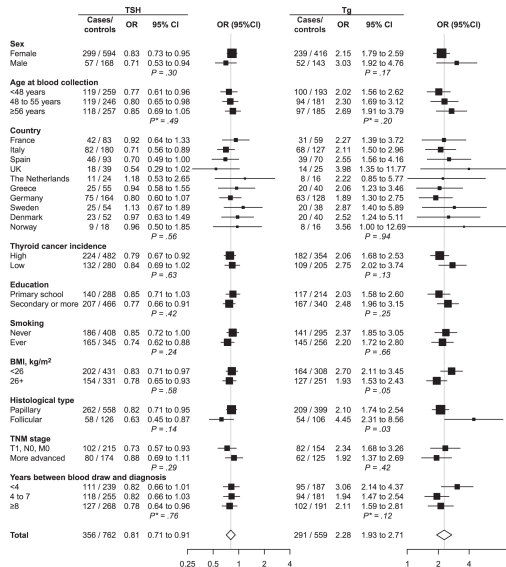 TSH Tg
Cases/ controls OR 95% CI OR (95%CI) Cases/ controls OR 95% CI OR (95%CI)
Sex
Female 299 / 594 0.83 0.73 to 0.95 239 / 416 2.15 1.79 to 2.59
Male 57 / 168 0.71 0.53 to 0.94 52 / 143 3.03 1.92 to 4.76
P = .30 P = .17
Age at blood collection
<48 years 119 / 259 0.77 0.61 to 0.96 100 / 193 2.02 1.56 to 2.62
48 to 55 years 119 / 246 0.80 0.65 to 0.98 94 / 181 2.30 1.69 to 3.12
≥56 years 118 / 257 0.85 0.69 to 1.05 97 / 185 2.69 1.91 to 3.79
P* = .49 P* = .20
Country
France 42 / 83 0.92 0.64 to 1.33 31 / 59 2.27 1.39 to 3.72
Italy 82 / 180 0.71 0.56 to 0.89 68 / 127 2.11 1.50 to 2.96
Spain 46 / 93 0.70 0.49 to 1.00 39 / 70 2.55 1.56 to 4.16
UK 18 / 39 0.54 0.29 to 1.02 14 / 25 3.98 1.35 to 11.77
The Netherlands 11 / 24 1.18 0.53 to 2.65 8 / 16 2.22 0.85 to 5.77
Greece 25 / 55 0.94 0.58 to 1.55 20 / 40 2.06 1.23 to 3.46
Germany 75 / 164 0.80 0.60 to 1.07 63 / 128 1.89 1.30 to 2.75
Sweden 25 / 54 1.13 0.67 to 1.89 20 / 38 2.87 1.40 to 5.89
Denmark 23 / 52 0.97 0.63 to 1.49 20 / 40 2.52 1.24 to 5.11
Norway 9 / 18 0.96 0.50 to 1.85 8 / 16 3.56 1.00 to 12.69
P = .56 P = .94
Thyroid cancer incidence
High 224 / 482 0.79 0.67 to 0.92 182 / 354 2.06 1.68 to 2.53
Low 132 / 280 0.84 0.69 to 1.02 109 / 205 2.75 2.02 to 3.74
P = .63 P = .13
Education
Primary school 140 / 288 0.85 0.71 to 1.03 117 / 214 2.03 1.58 to 2.60
Secondary or more 207 / 466 0.77 0.66 to 0.91 167 / 340 2.48 1.96 to 3.15
P = .42 P = .25
Smoking
Never 186 / 408 0.85 0.72 to 1.00 141 / 295 2.37 1.85 to 3.05
Ever 165 / 345 0.74 0.62 to 0.88 145 / 256 2.20 1.72 to 2.80
P = .24 P = .66
BMI, kg/m²
<26 202 / 431 0.83 0.71 to 0.97 164 / 308 2.70 2.11 to 3.45
26+ 154 / 331 0.78 0.65 to 0.93 127 / 251 1.93 1.53 to 2.43
P = .58 P = .05
Histological type
Papillary 262 / 558 0.82 0.71 to 0.95 209 / 399 2.10 1.74 to 2.54
Follicular 58 / 126 0.63 0.45 to 0.87 54 / 106 4.45 2.31 to 8.56
P = .14 P = .03
TNM stage
T1, N0, M0 102 / 215 0.73 0.57 to 0.93 82 / 154 2.34 1.68 to 3.26
More advanced 80 / 174 0.88 0.69 to 1.11 62 / 125 1.92 1.37 to 2.69
P = .29 P = .42
Years between blood draw and diagnosis
<4 111 / 239 0.82 0.66 to 1.01 95 / 187 3.06 2.14 to 4.37
4 to 7 118 / 255 0.82 0.66 to 1.03 94 / 181 1.94 1.47 to 2.54
≥8 127 / 268 0.78 0.64 to 0.96 102 / 191 2.11 1.59 to 2.81
P* = .76 P* = .12
Total 356 / 762 0.81 0.71 to 0.91 291 / 559 2.28 1.93 to 2.71
0.25 0.5 1 2 4 1 2 4